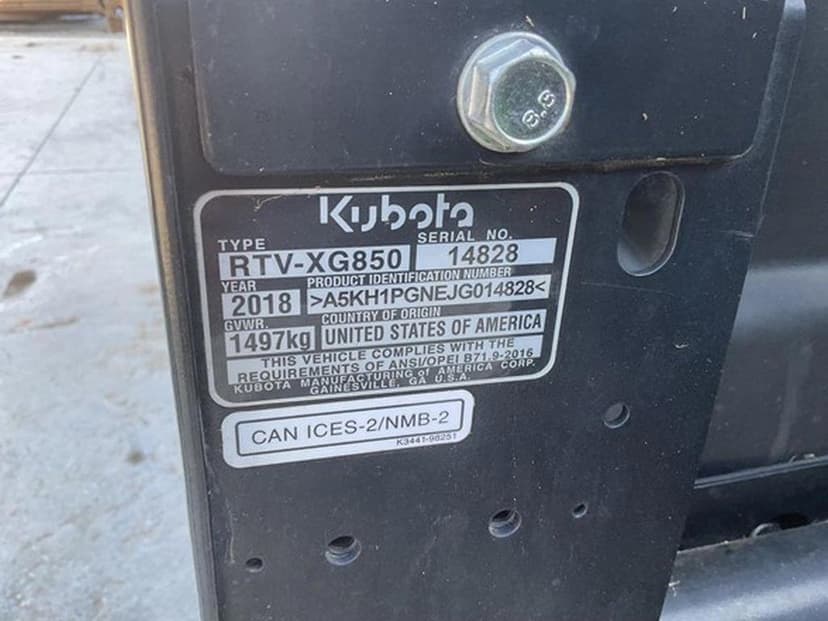 8.8
Kubota
TYPE SERIAL NO.
RTV-XG850 14828
YEAR PRODUCT IDENTIFICATION NUMBER
2018 >A5KH1PGNEJG014828<
GVWR. COUNTRY OF ORIGIN
1497kg UNITED STATES OF AMERICA
THIS VEHICLE COMPLIES WITH THE
REQUIREMENTS OF ANSI/OPEI B71.9-2016
KUBOTA MANUFACTURING of AMERICA CORP.
GAINESVILLE, GA U.S.A.
CAN ICES-2/NMB-2
K3441-98251